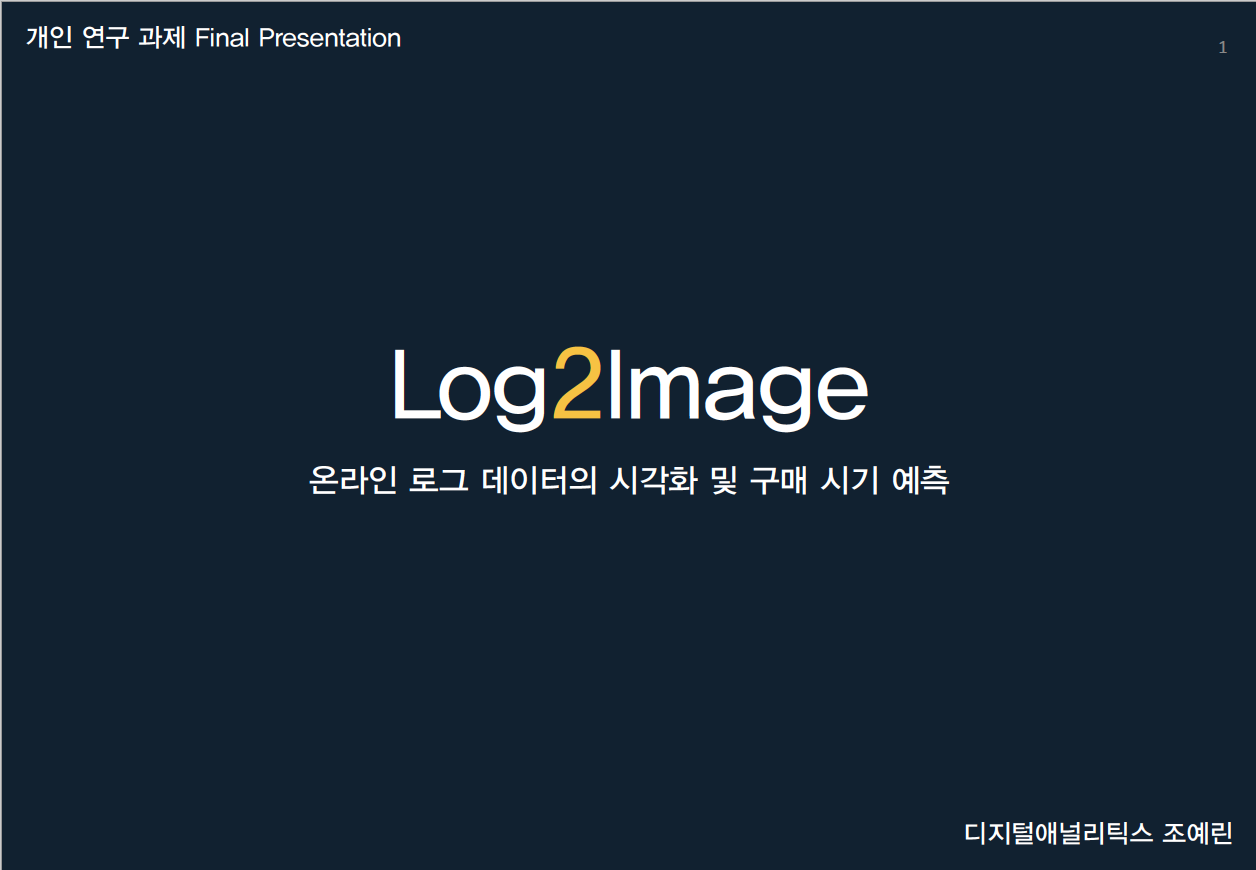 개인 연구 과제 Final Presentation
1
Log2Image
온라인 로그 데이터의 시각화 및 구매 시기 예측
디지털애널리틱스 조예린